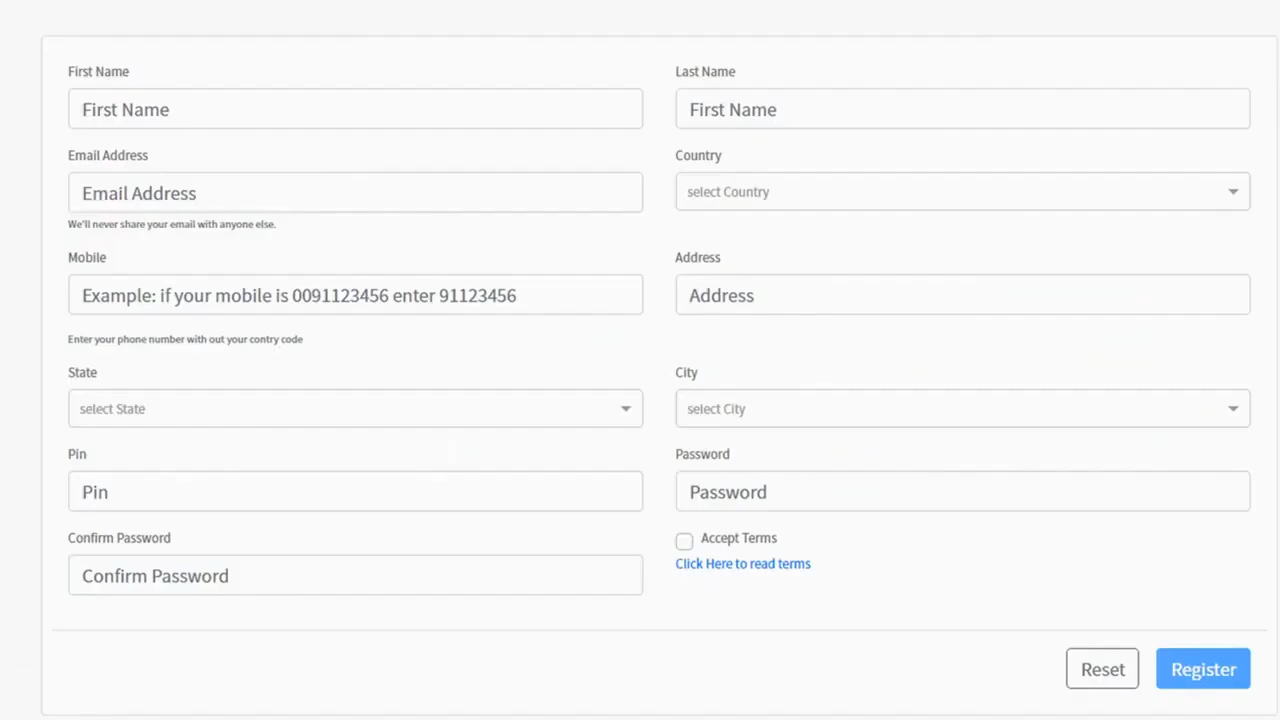 First Name
Last Name
First Name
First Name
Email Address
Country
Email Address
select Country
We'll never share your email with anyone else.
Mobile
Address
Example: if your mobile is 0091123456 enter 91123456
Address
Enter your phone number with out your contry code
State
City
select State
select City
Pin
Password
Pin
Password
Confirm Password
Accept Terms
Click Here to read terms
Confirm Password
Reset
Register